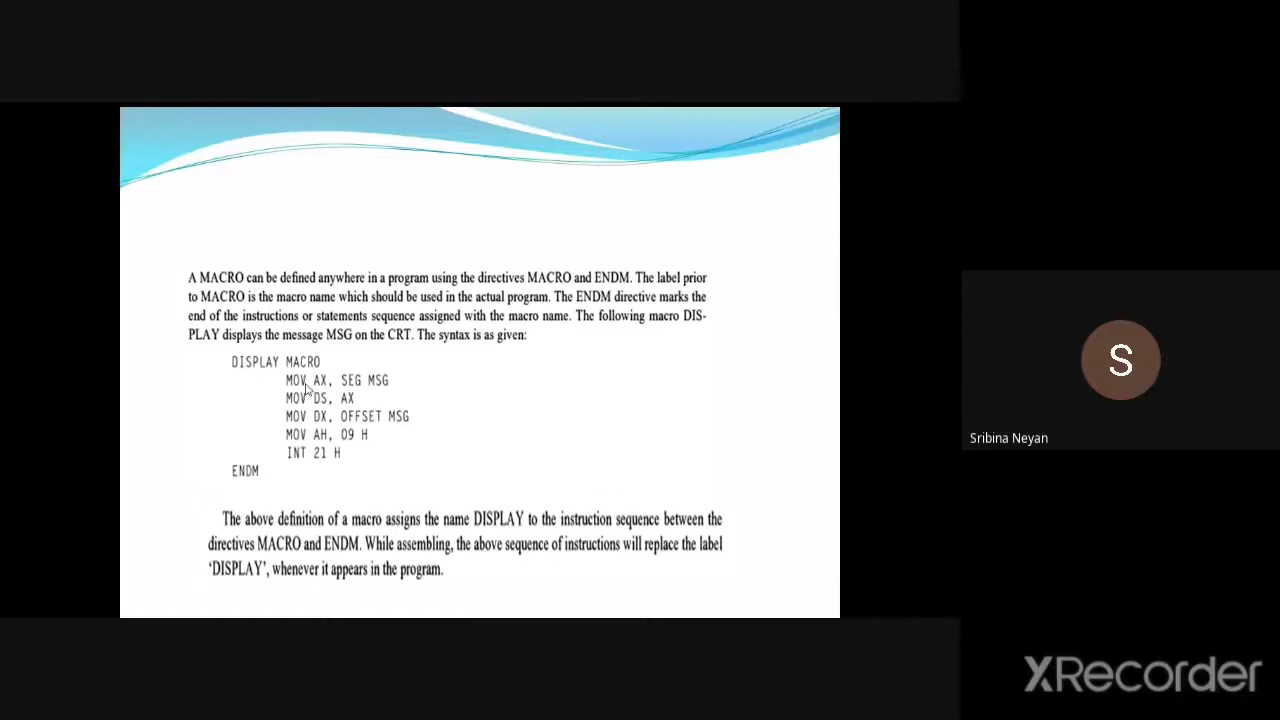 A MACRO can be defined anywhere in a program using the directives MACRO and ENDM. The label prior
to MACRO is the macro name which should be used in the actual program. The ENDM directive marks the
end of the instructions or statements sequence assigned with the macro name. The following macro DIS-
PLAY displays the message MSG on the CRT. The syntax is as given:
DISPLAY MACRO
MOV AX, SEG MSG
MOV DS, AX
MOV DX, OFFSET MSG
MOV AH, 09 H
INT 21 H
ENDM
The above definition of a macro assigns the name DISPLAY to the instruction sequence between the
directives MACRO and ENDM. While assembling, the above sequence of instructions will replace the label
‘DISPLAY’, whenever it appears in the program.
S
Sribina Neyan
XRecorder